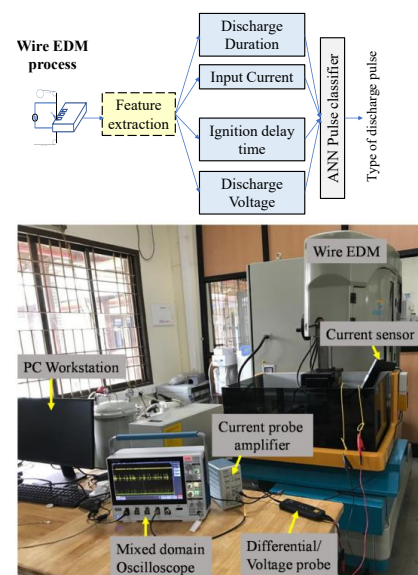 Wire EDM
process
Feature
extraction
Discharge
Duration
Input Current
Ignition delay
time
Discharge
Voltage
ANN Pulse classifier
Type of discharge pulse
Wire EDM
Current sensor
PC Workstation
Current probe
amplifier
Mixed domain
Oscilloscope
Differential/
Voltage probe